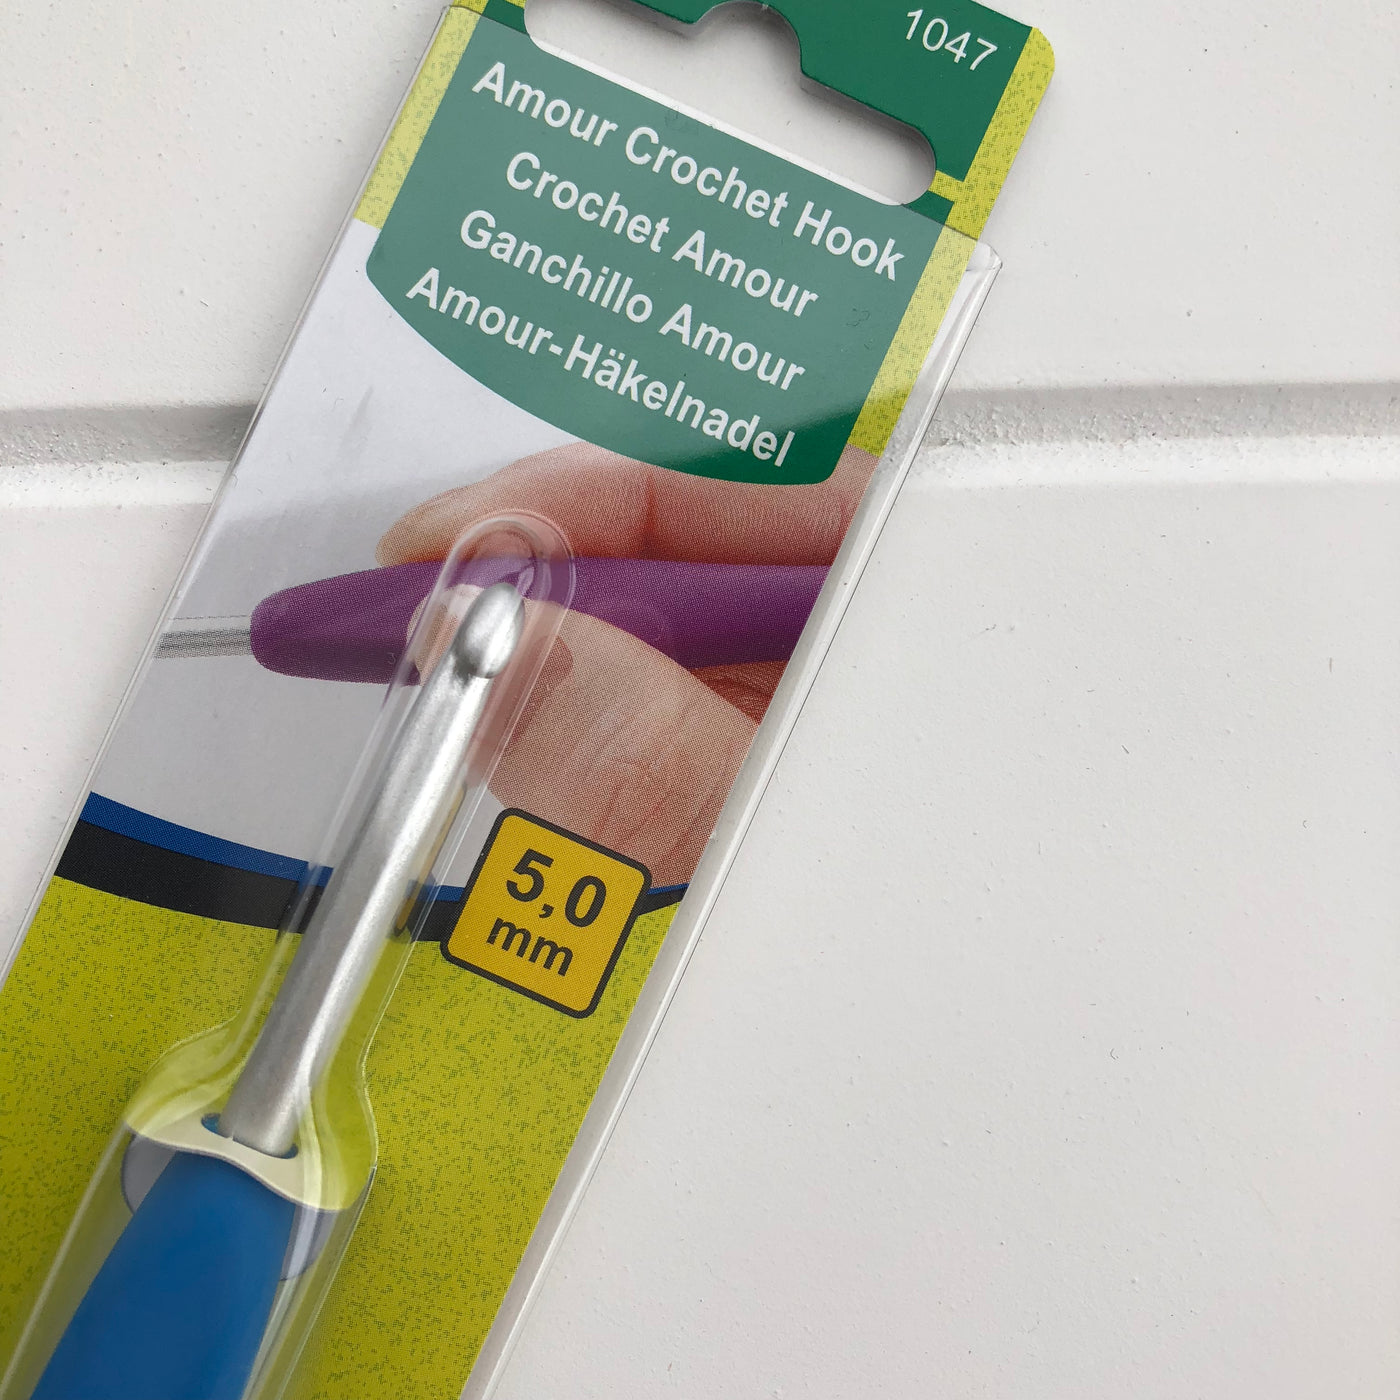 1047
Amour Crochet Hook
Crochet Amour
Ganchillo Amour
Amour-Häkelnadel
5,0
mm